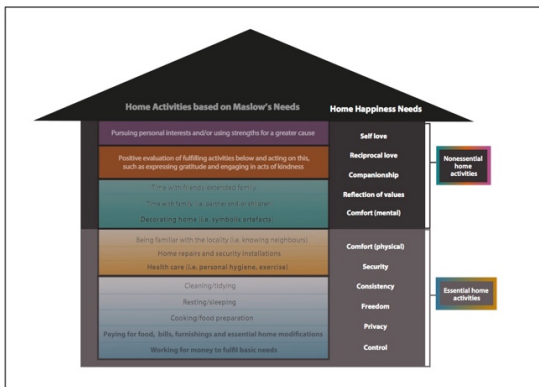 Home Activities based on Maslow's Needs
Home Happiness Needs
Pursuing personal interests and/or using strengths for a greater cause
Positive evaluation of fulfilling activities below and acting on this,
such as expressing gratitude and engaging in acts of kindness
Time with friends/extended family
Time with family, i.e. partner and/or children
Decorating home (i.e. symbolic artefacts)
Being familiar with the locality (i.e. knowing neighbours)
Home repairs and security installations
Health care (i.e. personal hygiene, exercise)
Cleaning/tidying
Resting/sleeping
Cooking/food preparation
Paying for food, bills, furnishings and essential home modifications
Working for money to fulfil basic needs
Self love
Reciprocal love
Companionship
Reflection of values
Comfort (mental)
Comfort (physical)
Security
Consistency
Freedom
Privacy
Control
Nonessential
home
activities
Essential home
activities